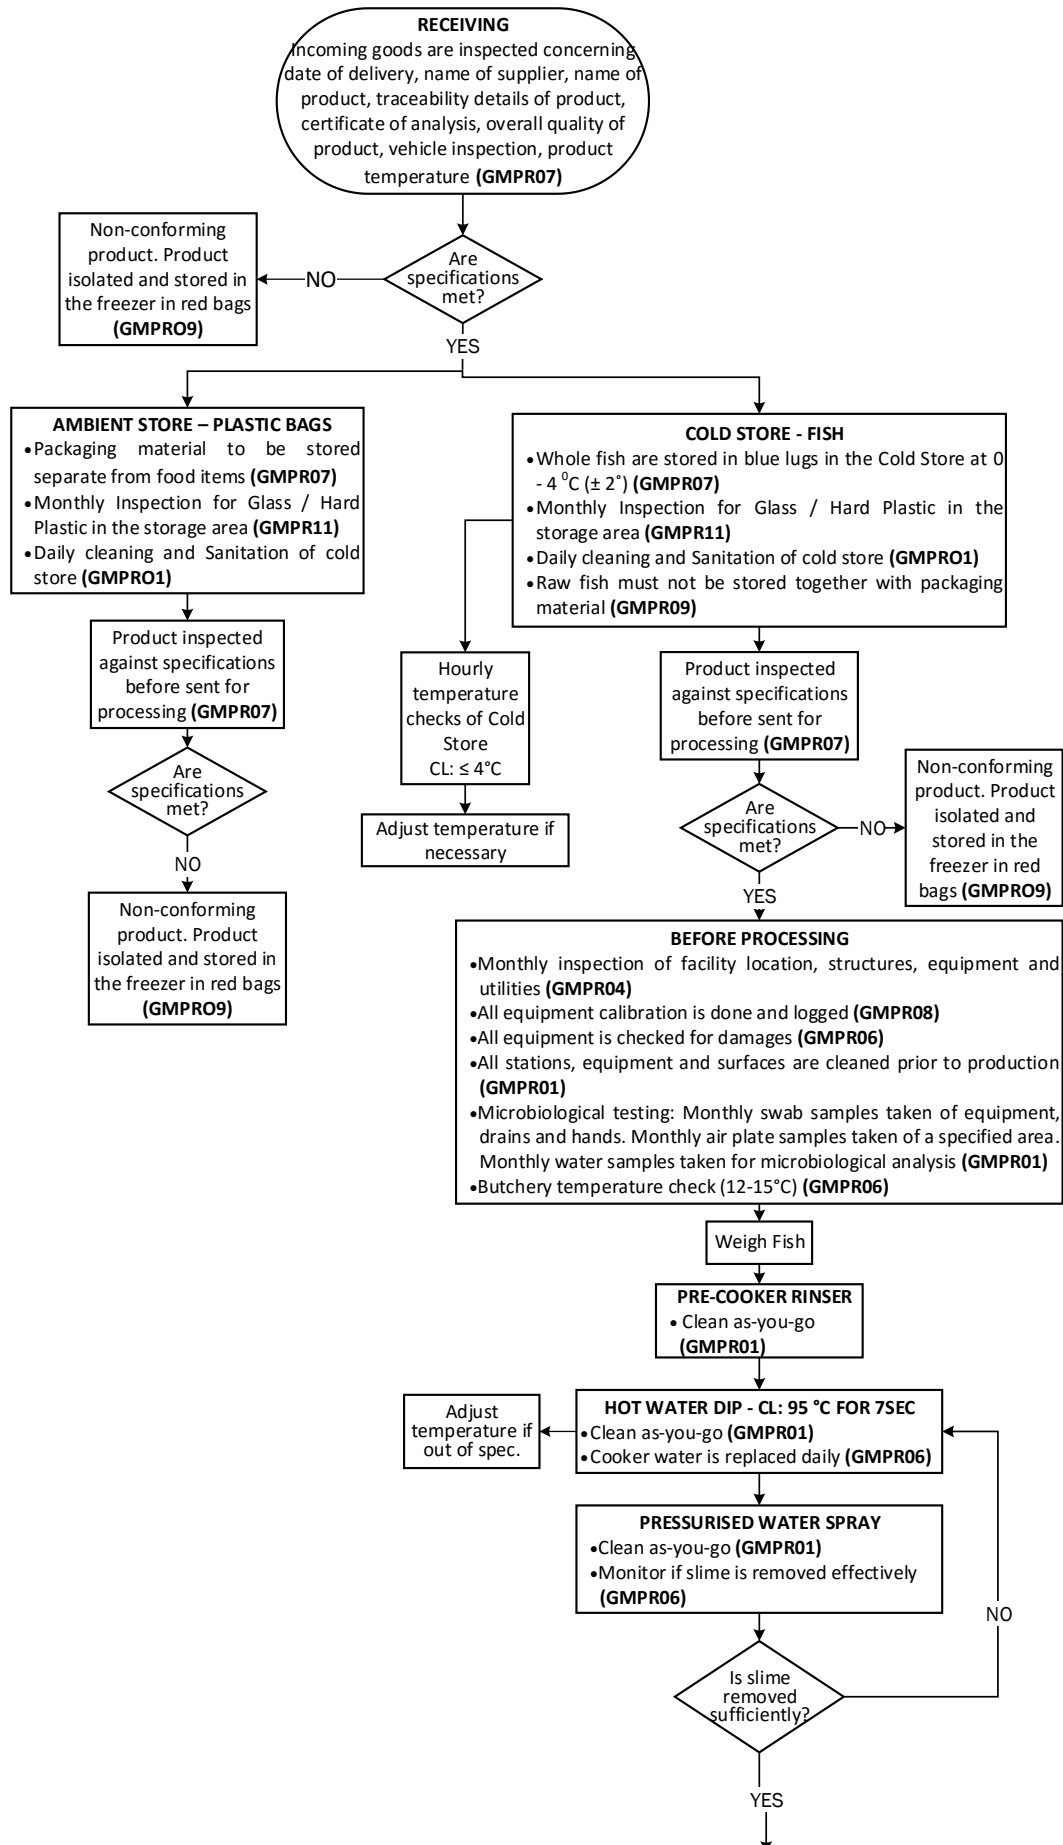 RECEIVING
Incoming goods are inspected concerning
date of delivery, name of supplier, name of
product, traceability details of product,
certificate of analysis, overall quality of
product, vehicle inspection, product
temperature (GMPR07)
Non-conforming
product. Product
isolated and stored in
the freezer in red bags
(GMPRO9)
NO
Are
specifications
met?
YES
AMBIENT STORE – PLASTIC BAGS
•Packaging material to be stored
separate from food items (GMPR07)
•Monthly Inspection for Glass / Hard
Plastic in the storage area (GMPR11)
•Daily cleaning and Sanitation of cold
store (GMPRO1)
COLD STORE - FISH
•Whole fish are stored in blue lugs in the Cold Store at 0
- 4 ⁰C (± 2˚) (GMPR07)
•Monthly Inspection for Glass / Hard Plastic in the
storage area (GMPR11)
•Daily cleaning and Sanitation of cold store (GMPRO1)
•Raw fish must not be stored together with packaging
material (GMPR09)
Product inspected
against specifications
before sent for
processing (GMPR07)
Are
specifications
met?
NO
Non-conforming
product. Product
isolated and stored in
the freezer in red bags
(GMPRO9)
Hourly
temperature
checks of Cold
Store
CL: ≤ 4°C
Adjust temperature if
necessary
Product inspected
against specifications
before sent for
processing (GMPR07)
Are
specifications
met?
NO
Non-conforming
product. Product
isolated and
stored in the
freezer in red
bags (GMPRO9)
YES
BEFORE PROCESSING
•Monthly inspection of facility location, structures, equipment and
utilities (GMPR04)
•All equipment calibration is done and logged (GMPR08)
•All equipment is checked for damages (GMPR06)
•All stations, equipment and surfaces are cleaned prior to production
(GMPR01)
•Microbiological testing: Monthly swab samples taken of equipment,
drains and hands. Monthly air plate samples taken of a specified area.
Monthly water samples taken for microbiological analysis (GMPR01)
•Butchery temperature check (12-15°C) (GMPR06)
Weigh Fish
PRE-COOKER RINSER
• Clean as-you-go
(GMPR01)
HOT WATER DIP - CL: 95 °C FOR 7SEC
•Clean as-you-go (GMPR01)
•Cooker water is replaced daily (GMPR06)
Adjust
temperature if
out of spec.
PRESSURISED WATER SPRAY
•Clean as-you-go (GMPR01)
•Monitor if slime is removed effectively
(GMPR06)
NO
Is slime
removed
sufficiently?
YES